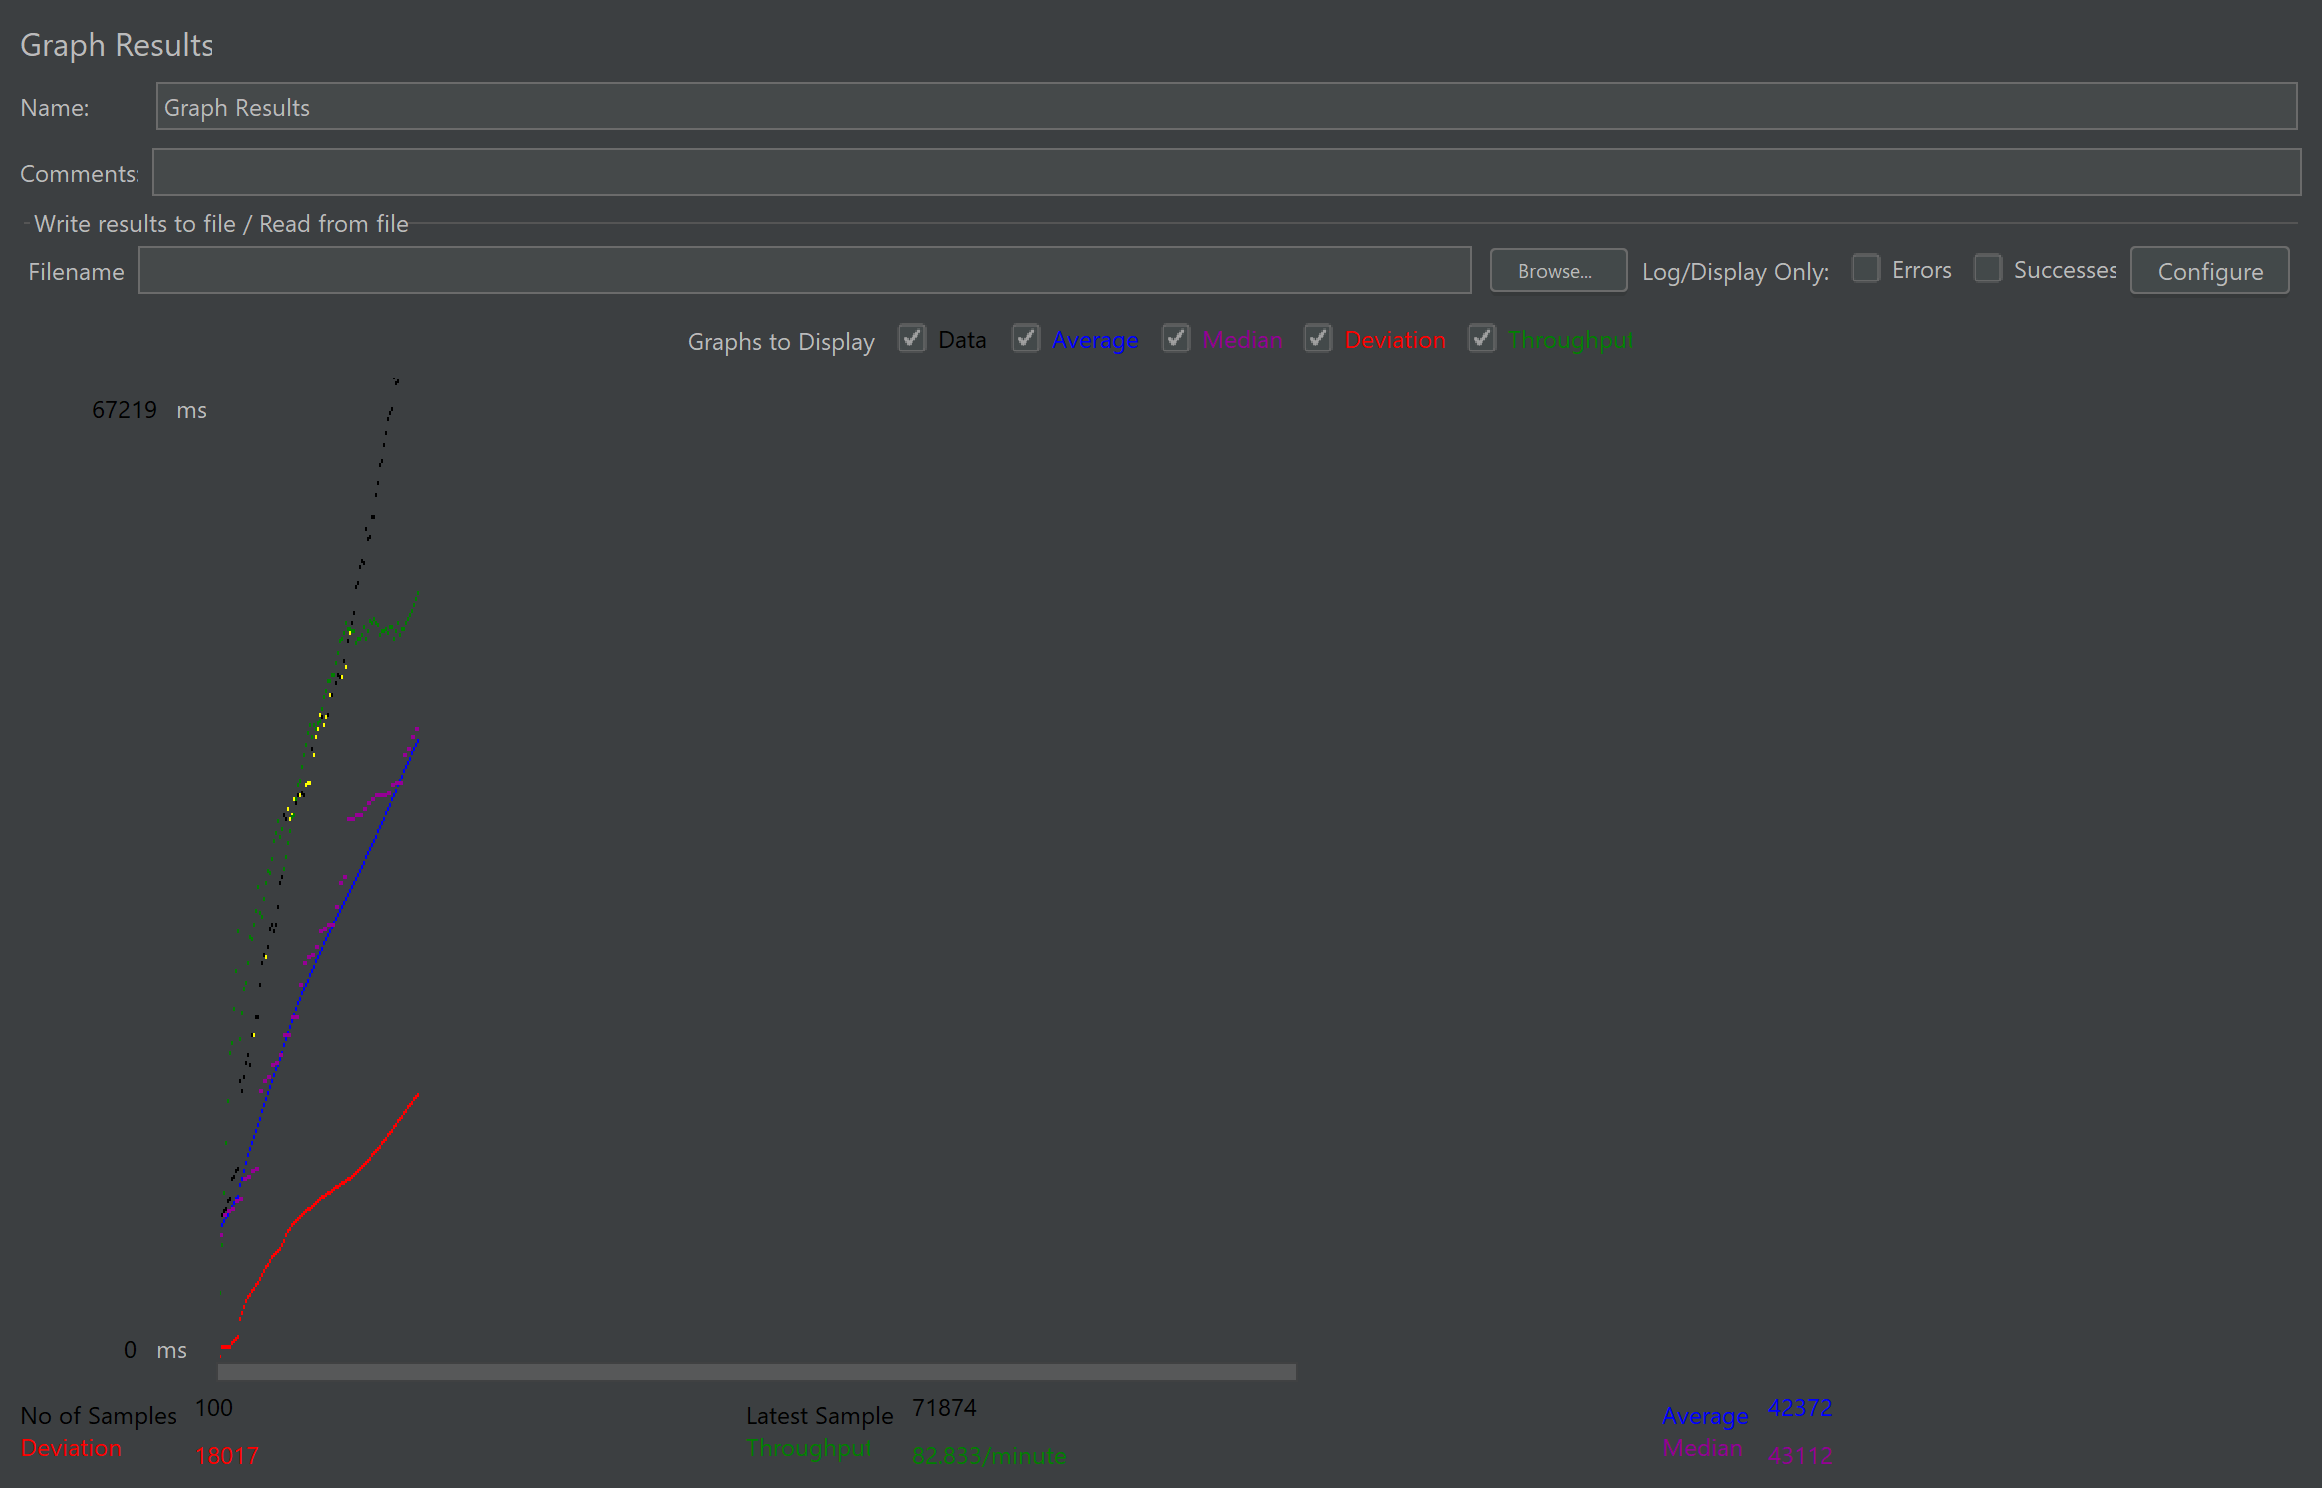 Graph Results
Name: Graph Results
Comments:
Write results to file / Read from file
Filename Browse... Log/Display Only: Errors Successes Configure
Graphs to Display Data Average Median Deviation Throughput
67219 ms
0 ms
No of Samples 100 Latest Sample 71874 Average 42372
Deviation 18017 Throughput 82.833/minute Median 43112